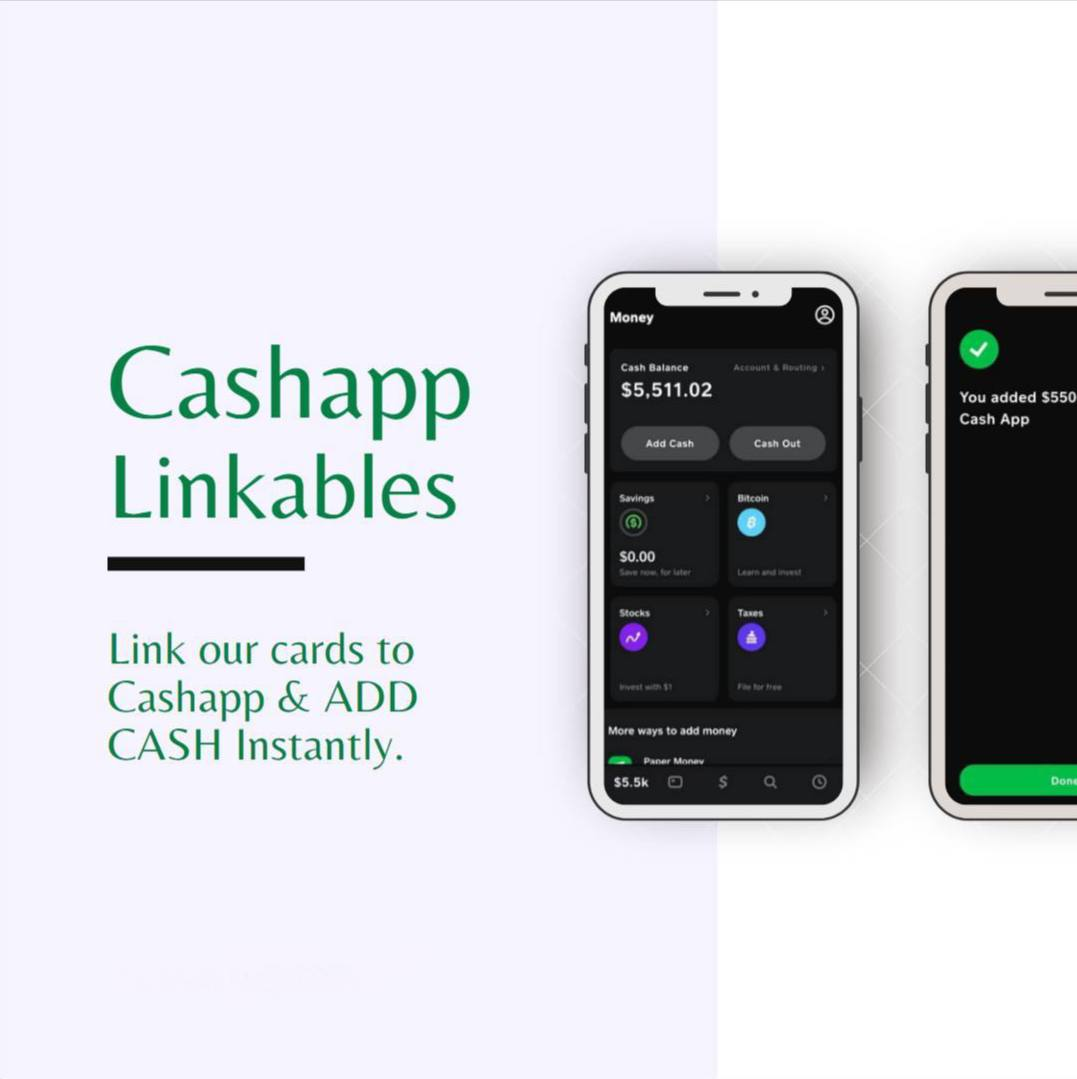 Cashapp
Linkables
Link our cards to
Cashapp & ADD
CASH Instantly.
Money
Cash Balance
Account & Routing
$5,511.02
Add Cash
Cash Out
Savings
Bitcoin
$0.00
Save now, for later
Learn and invest
Stocks
Taxes
Invest with $1
File for free
More ways to add money
Paper Money
$5.5k
You added $550
Cash App
Done